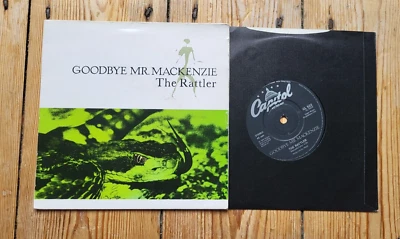 GOODBYE MR. MACKENZIE
The Rattler
Capitol
GOODBYE MR. MACKENZIE
THE RATTLER